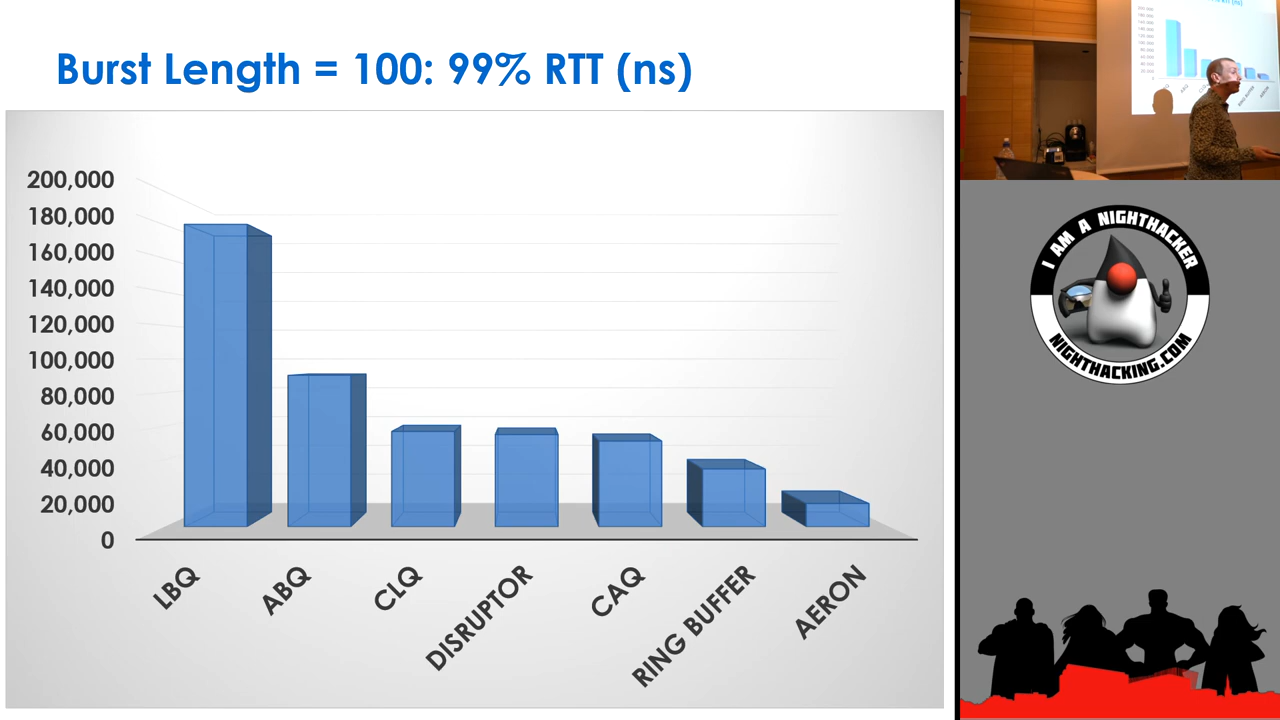 Burst Length = 100: 99% RTT (ns)
200,000
180,000
160,000
140,000
120,000
100,000
80,000
60,000
40,000
20,000
0
LBQ
ABQ
CLQ
DISRUPTOR
CAQ
RING BUFFER
AERON
I AM A NIGHTHACKER
NIGHTHACKING.COM